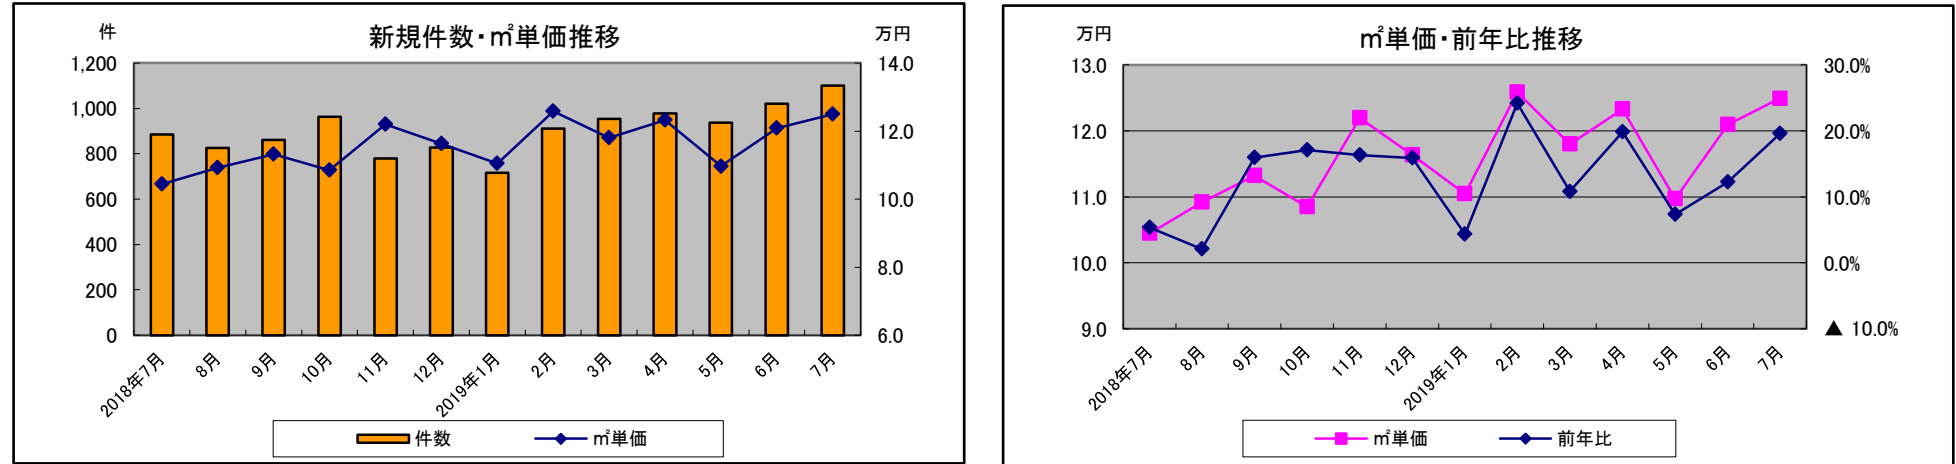 新規件数・㎡単価推移
件
万円
1,200
1,000
800
600
400
200
0
14.0
12.0
10.0
8.0
6.0
2018年7月
8月
9月
10月
11月
12月
2019年1月
2月
3月
4月
5月
6月
7月
件数
㎡単価
㎡単価・前年比推移
万円
13.0
12.0
11.0
10.0
9.0
30.0%
20.0%
10.0%
0.0%
▲ 10.0%
2018年7月
8月
9月
10月
11月
12月
2019年1月
2月
3月
4月
5月
6月
7月
㎡単価
前年比